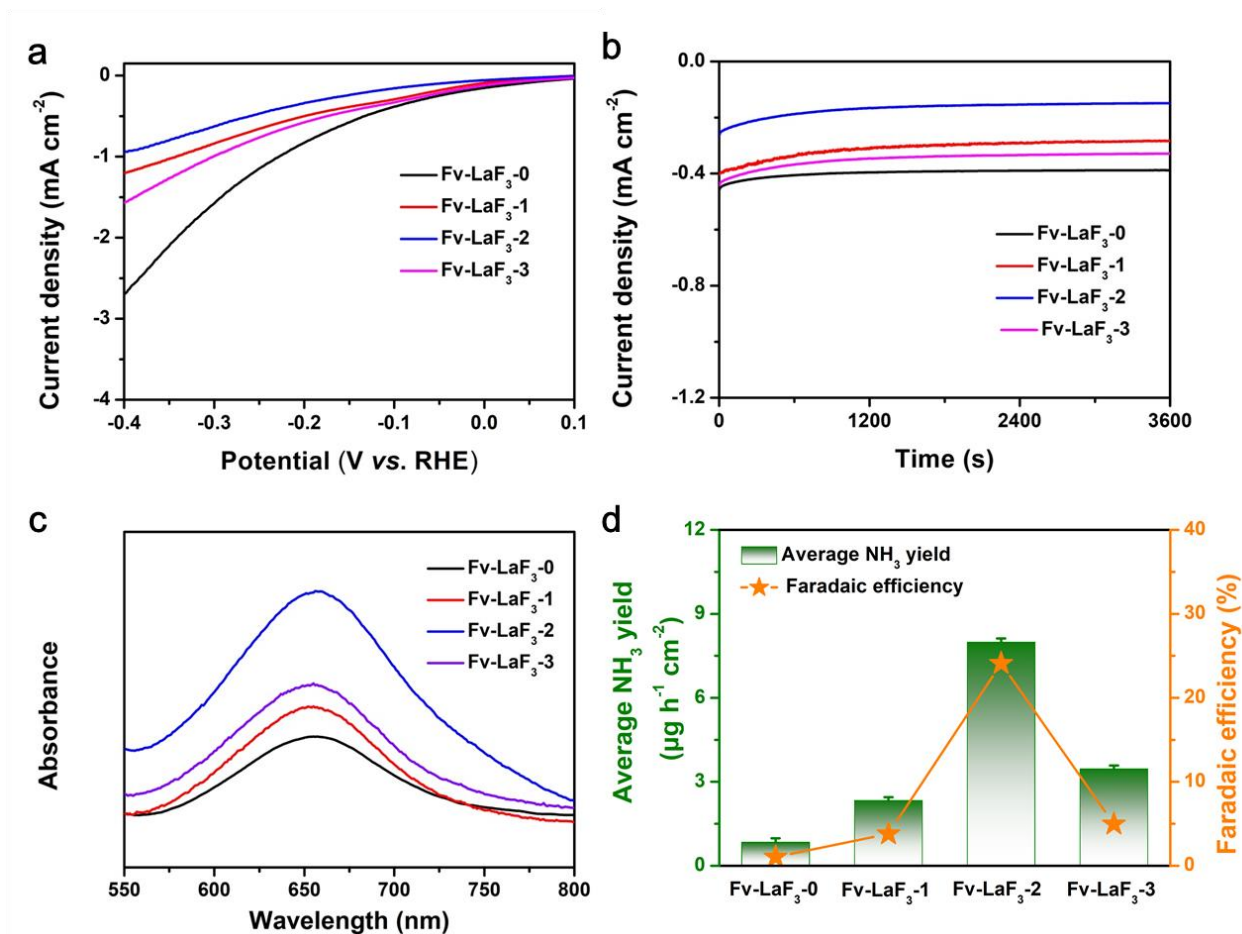 a
0
-1
-2
-3
-4
-0.4
-0.3
-0.2
-0.1
0.0
0.1
Current density (mA cm⁻²)
Potential (V vs. RHE)
Fv-LaF₃-0
Fv-LaF₃-1
Fv-LaF₃-2
Fv-LaF₃-3
b
0.0
-0.4
-0.8
-1.2
0
1200
2400
3600
Current density (mA cm⁻²)
Time (s)
Fv-LaF₃-0
Fv-LaF₃-1
Fv-LaF₃-2
Fv-LaF₃-3
c
Absorbance
550
600
650
700
750
800
Wavelength (nm)
Fv-LaF₃-0
Fv-LaF₃-1
Fv-LaF₃-2
Fv-LaF₃-3
d
Average NH₃ yield
(µg h⁻¹ cm⁻²)
12
9
6
3
0
Average NH₃ yield
Faradaic efficiency
40
30
20
10
0
Faradaic efficiency (%)
Fv-LaF₃-0
Fv-LaF₃-1
Fv-LaF₃-2
Fv-LaF₃-3